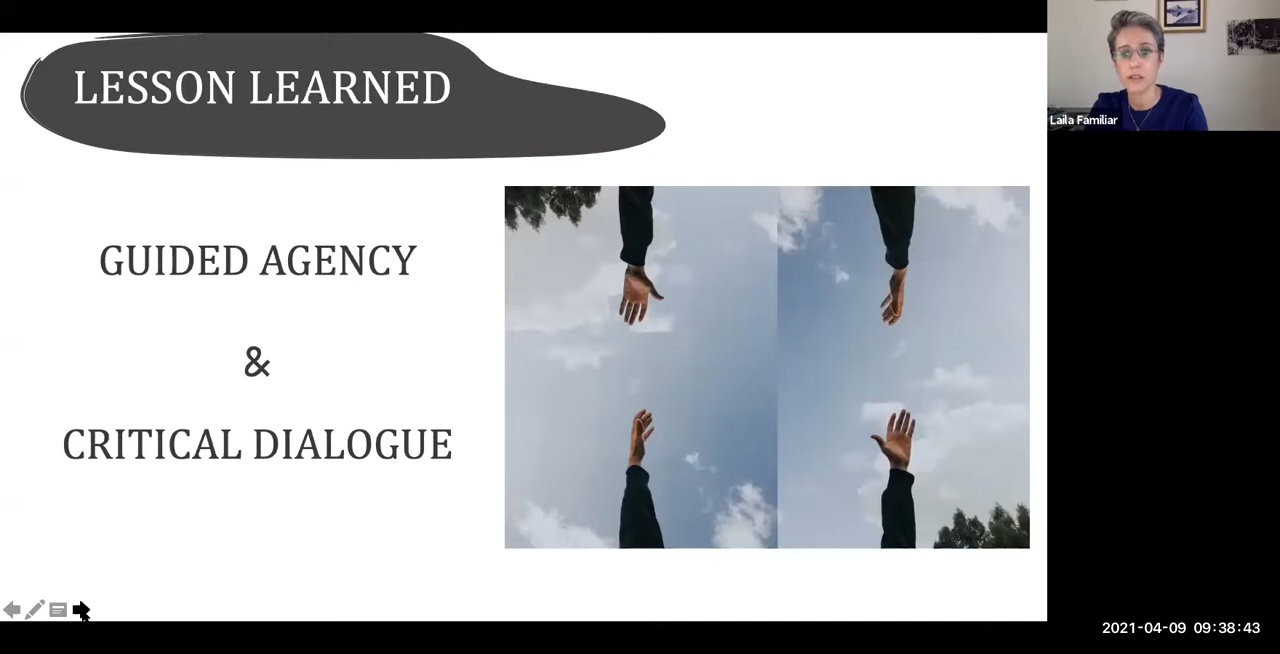 LESSON LEARNED
GUIDED AGENCY
&
CRITICAL DIALOGUE
Laila Familiar
2021-04-09 09:38:43